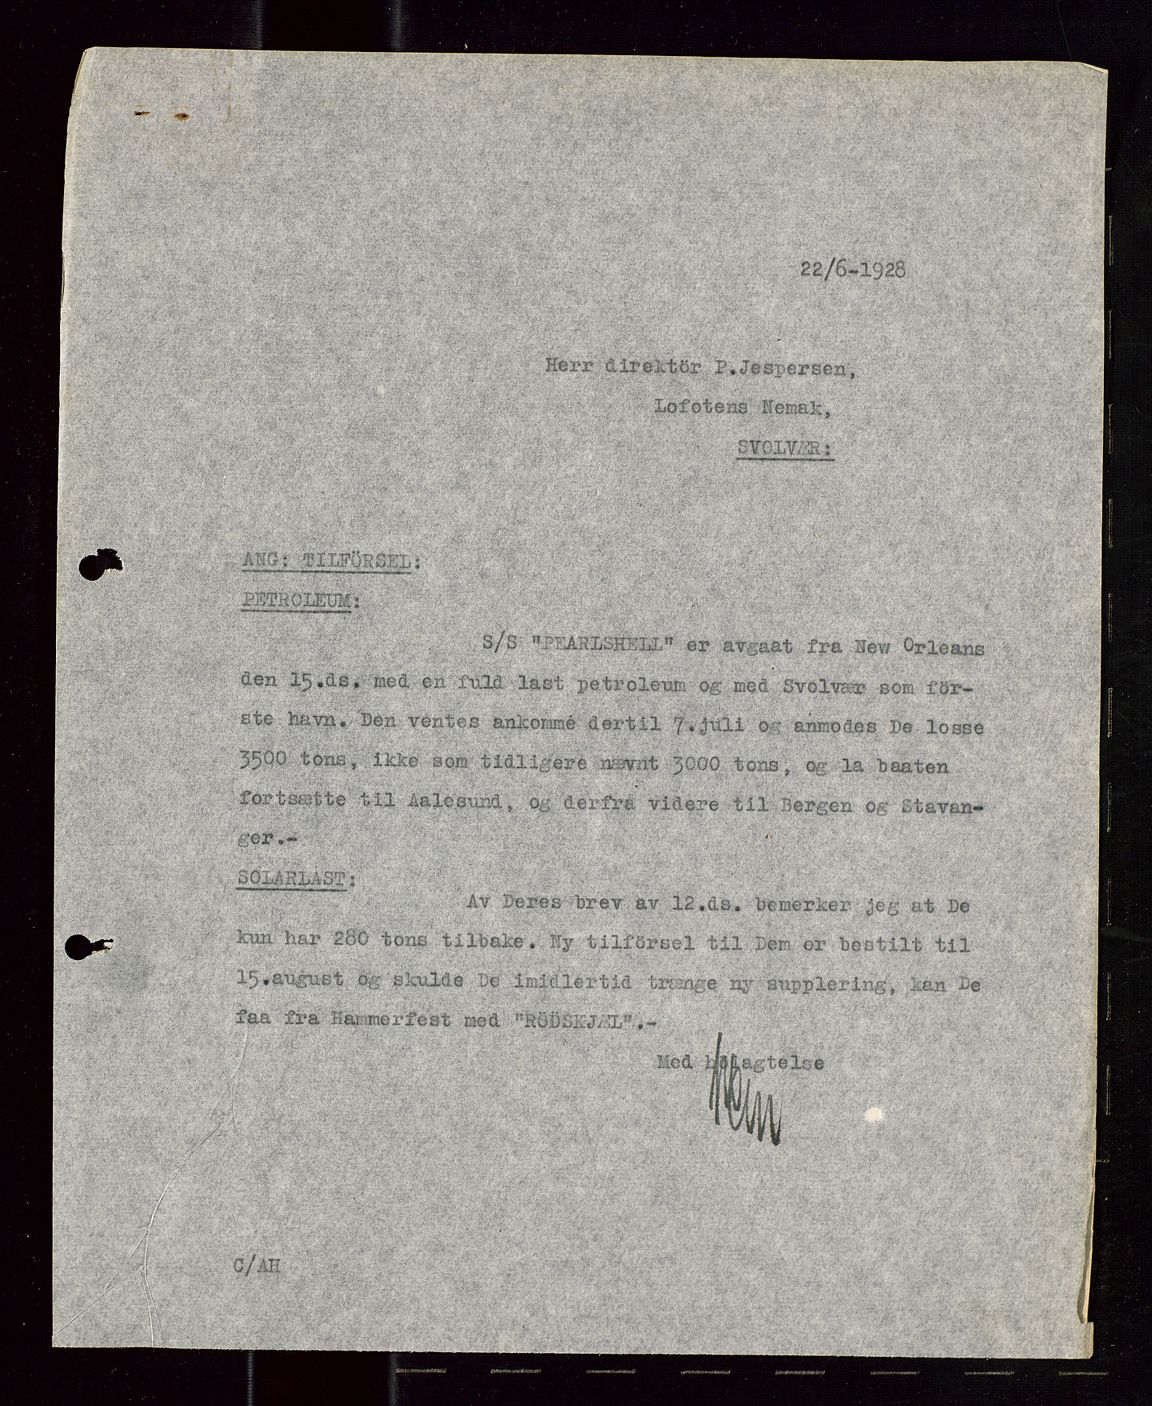 22/6-1928
Herr direktör P.Jespersen,
Lofotens Nemak,
SVOLVÆR:
ANG: TILFÖRSEL:
PETROLEUM:
S/S "PEARLSHELL" er avgaat fra New Orleans
den 15.ds. med en fuld last petroleum og med Svolvær som för-
ste havn. Den ventes ankommé dertil 7.juli og anmodes De losse
3500 tons, ikke som tidligere nævnt 3000 tons, og la baaten
fortsætte til Aalesund, og derfra videre til Bergen og Stavan-
ger.-
SOLARLAST:
Av Deres brev av 12.ds. bemerker jeg at De
kun har 280 tons tilbake. Ny tilförsel til Dem er bestilt til
15.august og skulde De imidlertid trænge ny supplering, kan De
faa fra Hammerfest med "RÖDSKJÆL".-
Med höiagtelse
C/AH